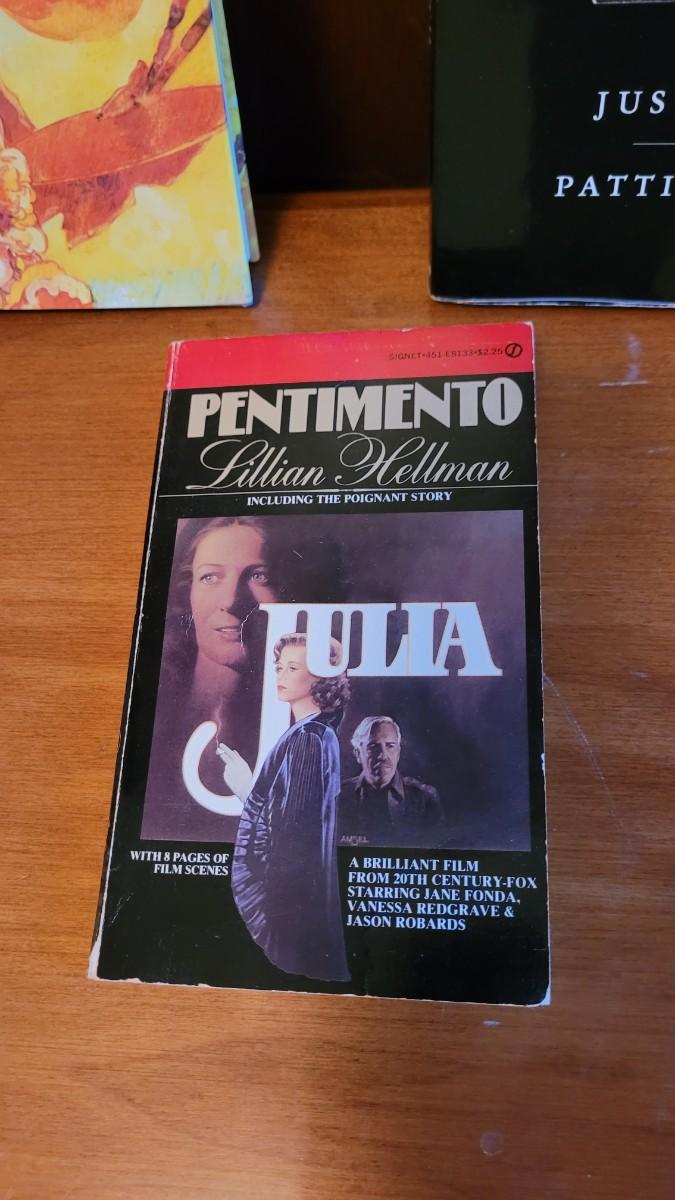 JUS
PATTI
SIGNET•451-E8133•$2.25
PENTIMENTO
Lillian Hellman
INCLUDING THE POIGNANT STORY
JULIA
AMSEL
WITH 8 PAGES OF
FILM SCENES
A BRILLIANT FILM
FROM 20TH CENTURY-FOX
STARRING JANE FONDA,
VANESSA REDGRAVE &
JASON ROBARDS